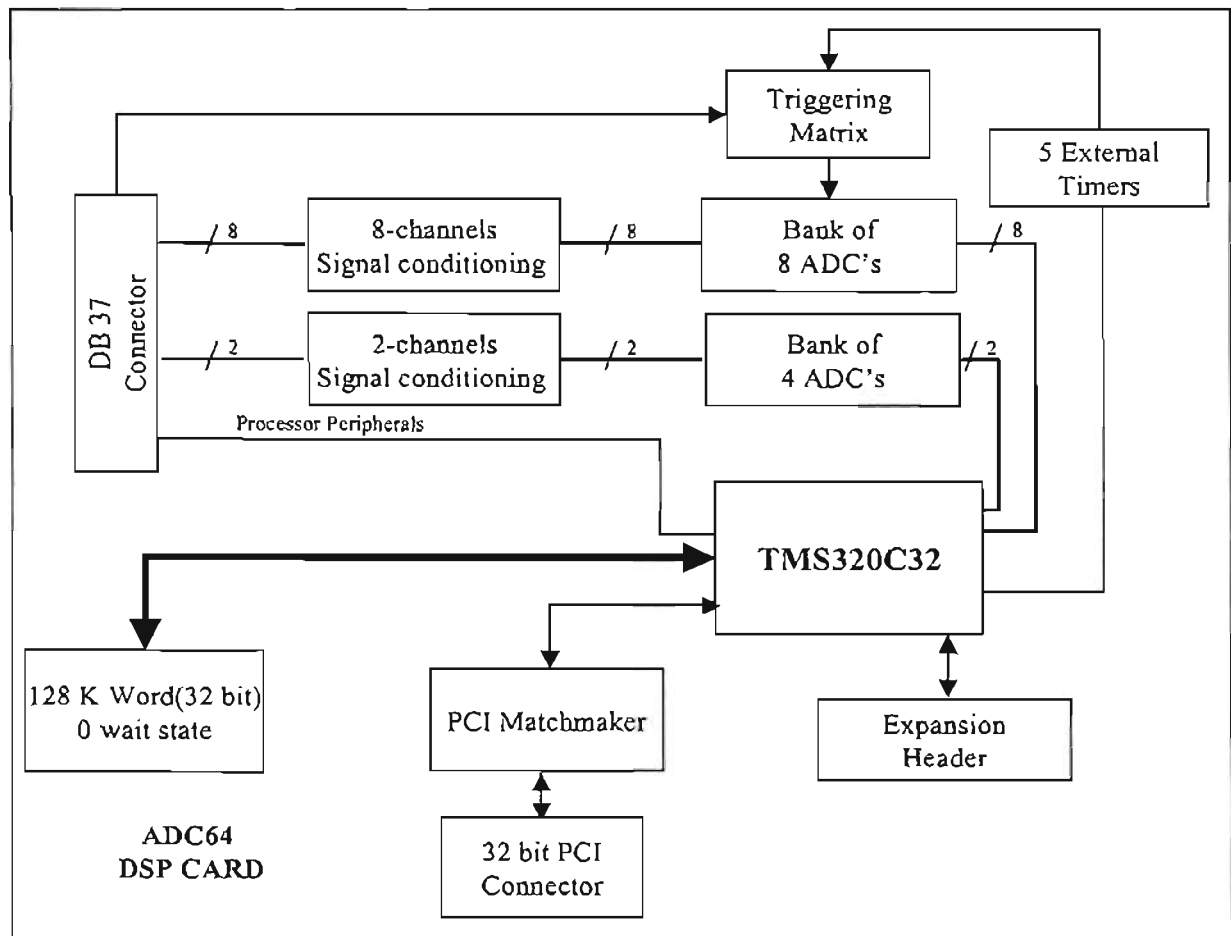 Triggering
Matrix
5 External
Timers
DB 37
Connector
8
8-channels
Signal conditioning
8
Bank of
8 ADC's
8
2
2-channels
Signal conditioning
2
Bank of
4 ADC's
2
Processor Peripherals
TMS320C32
128 K Word(32 bit)
0 wait state
PCI Matchmaker
Expansion
Header
ADC64
DSP CARD
32 bit PCI
Connector